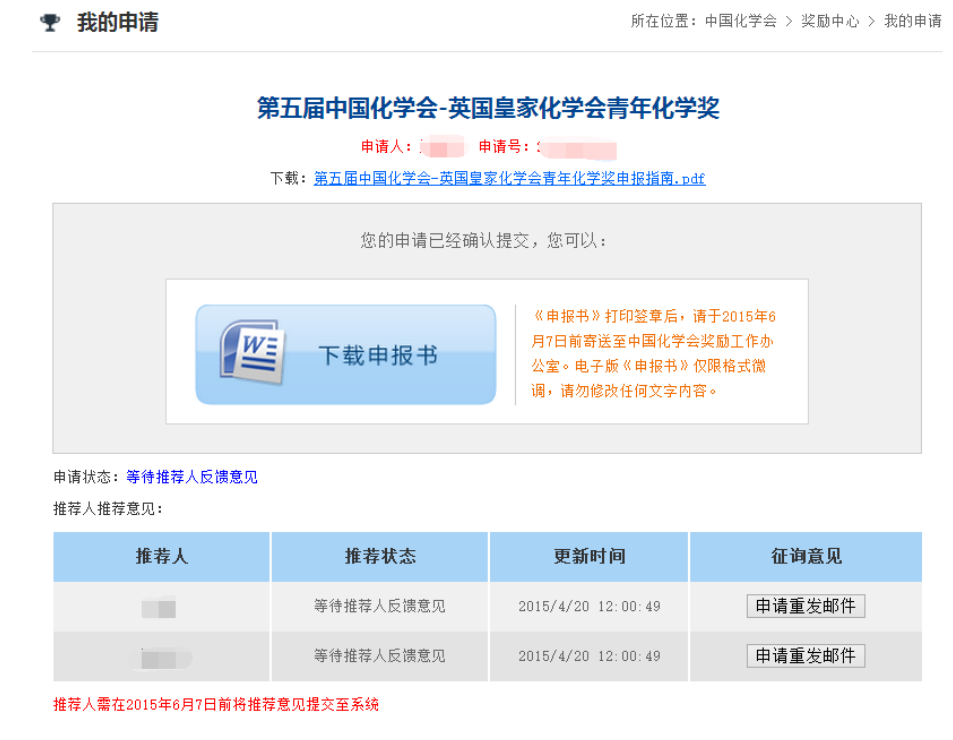 我的申请
所在位置：中国化学会 > 奖励中心 > 我的申请
第五届中国化学会-英国皇家化学会青年化学奖
申请人： 申请号：
下载：第五届中国化学会-英国皇家化学会青年化学奖申报指南.pdf
您的申请已经确认提交，您可以：
下载申报书
《申报书》打印签章后，请于2015年6
月7日前寄送至中国化学会奖励工作办
公室。电子版《申报书》仅限格式微
调，请勿修改任何文字内容。
申请状态：等待推荐人反馈意见
推荐人推荐意见：
推荐人 推荐状态 更新时间 征询意见
等待推荐人反馈意见 2015/4/20 12:00:49 申请重发邮件
等待推荐人反馈意见 2015/4/20 12:00:49 申请重发邮件
推荐人需在2015年6月7日前将推荐意见提交至系统